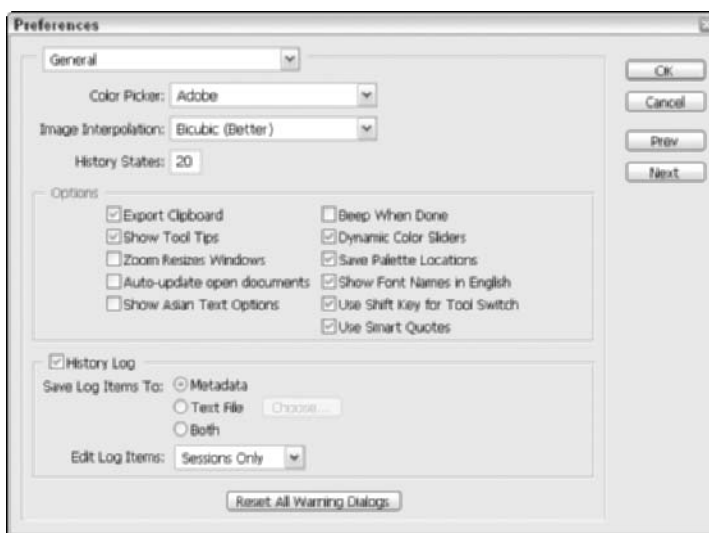 Preferences
General
OK
Color Picker: Adobe
Cancel
Image Interpolation: Bicubic (Better)
Prev
History States: 20
Next
Options
Export Clipboard Beep When Done
Show Tool Tips Dynamic Color Sliders
Zoom Resizes Windows Save Palette Locations
Auto-update open documents Show Font Names in English
Show Asian Text Options Use Shift Key for Tool Switch
Use Smart Quotes
History Log
Save Log Items To: Metadata
Text File Choose...
Both
Edit Log Items: Sessions Only
Reset All Warning Dialogs